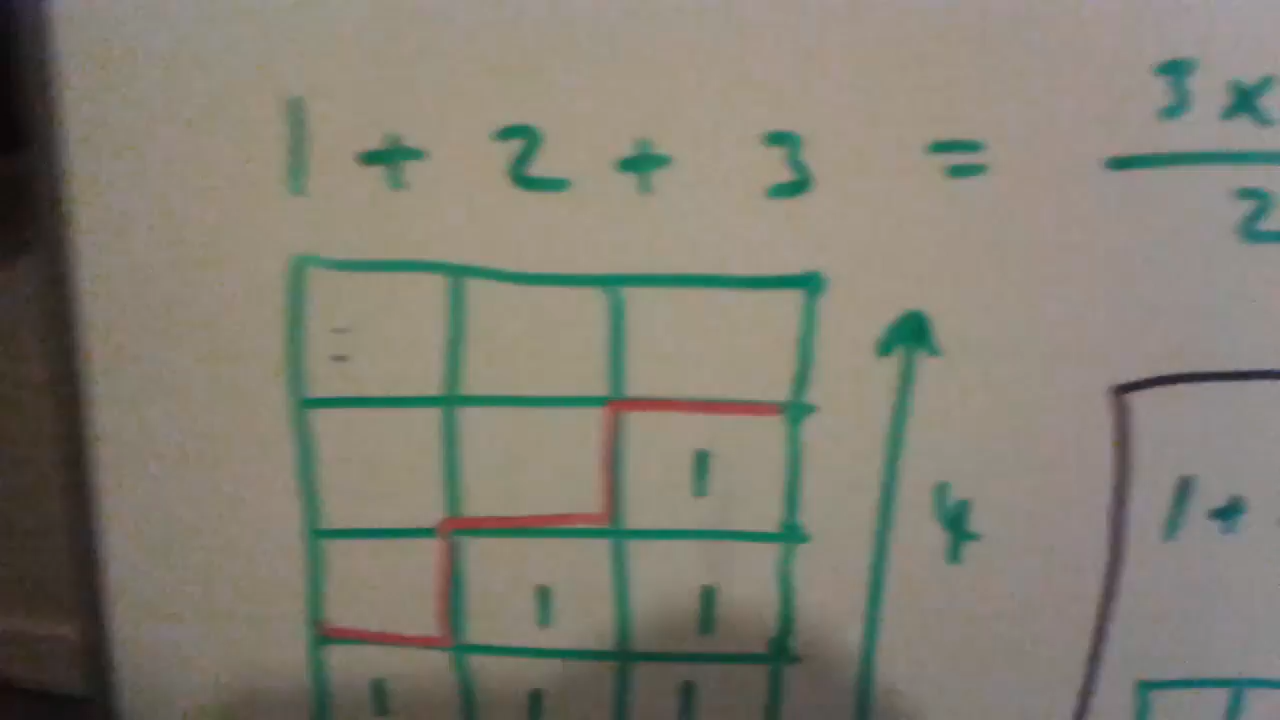 1 + 2 + 3 = 3 x
2
1
4
1 +
1 1
1 1 1